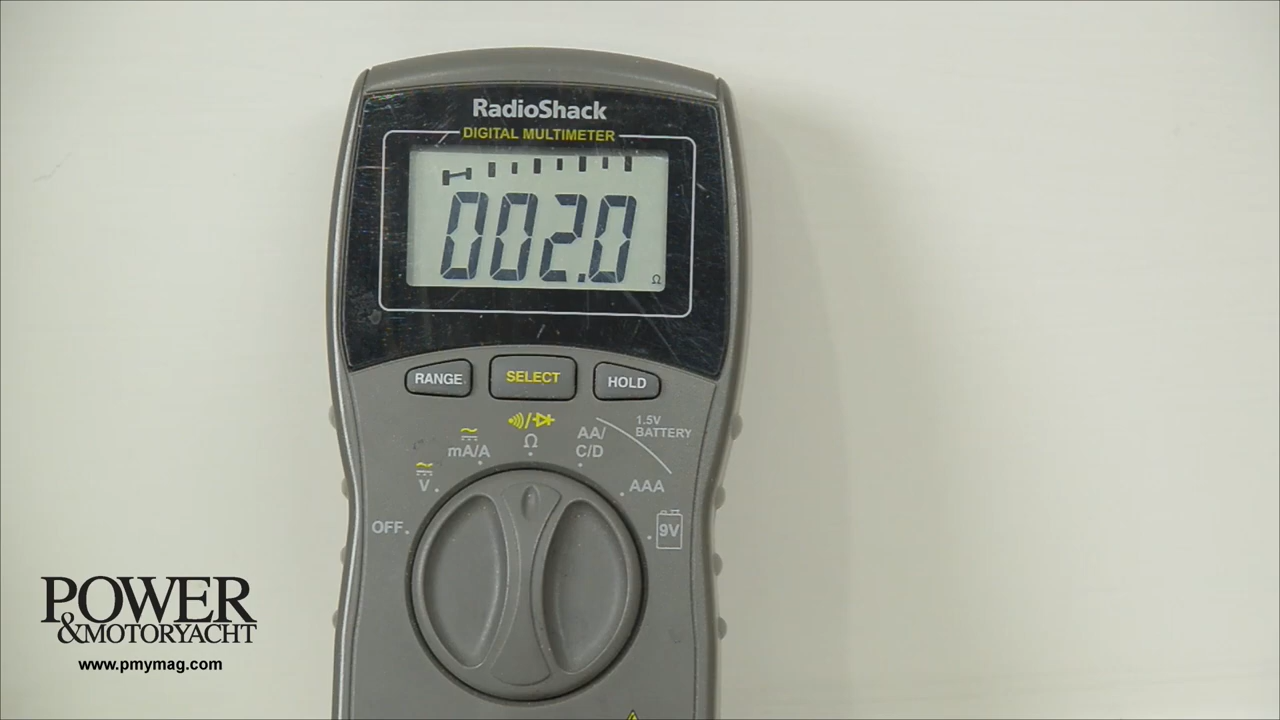 RadioShack
DIGITAL MULTIMETER
002.0
Ω
RANGE
SELECT
HOLD
1.5V
BATTERY
AA/
C/D
Ω
mA/A
V
AAA
OFF
9V
POWER
&MOTORYACHT
www.pmymag.com